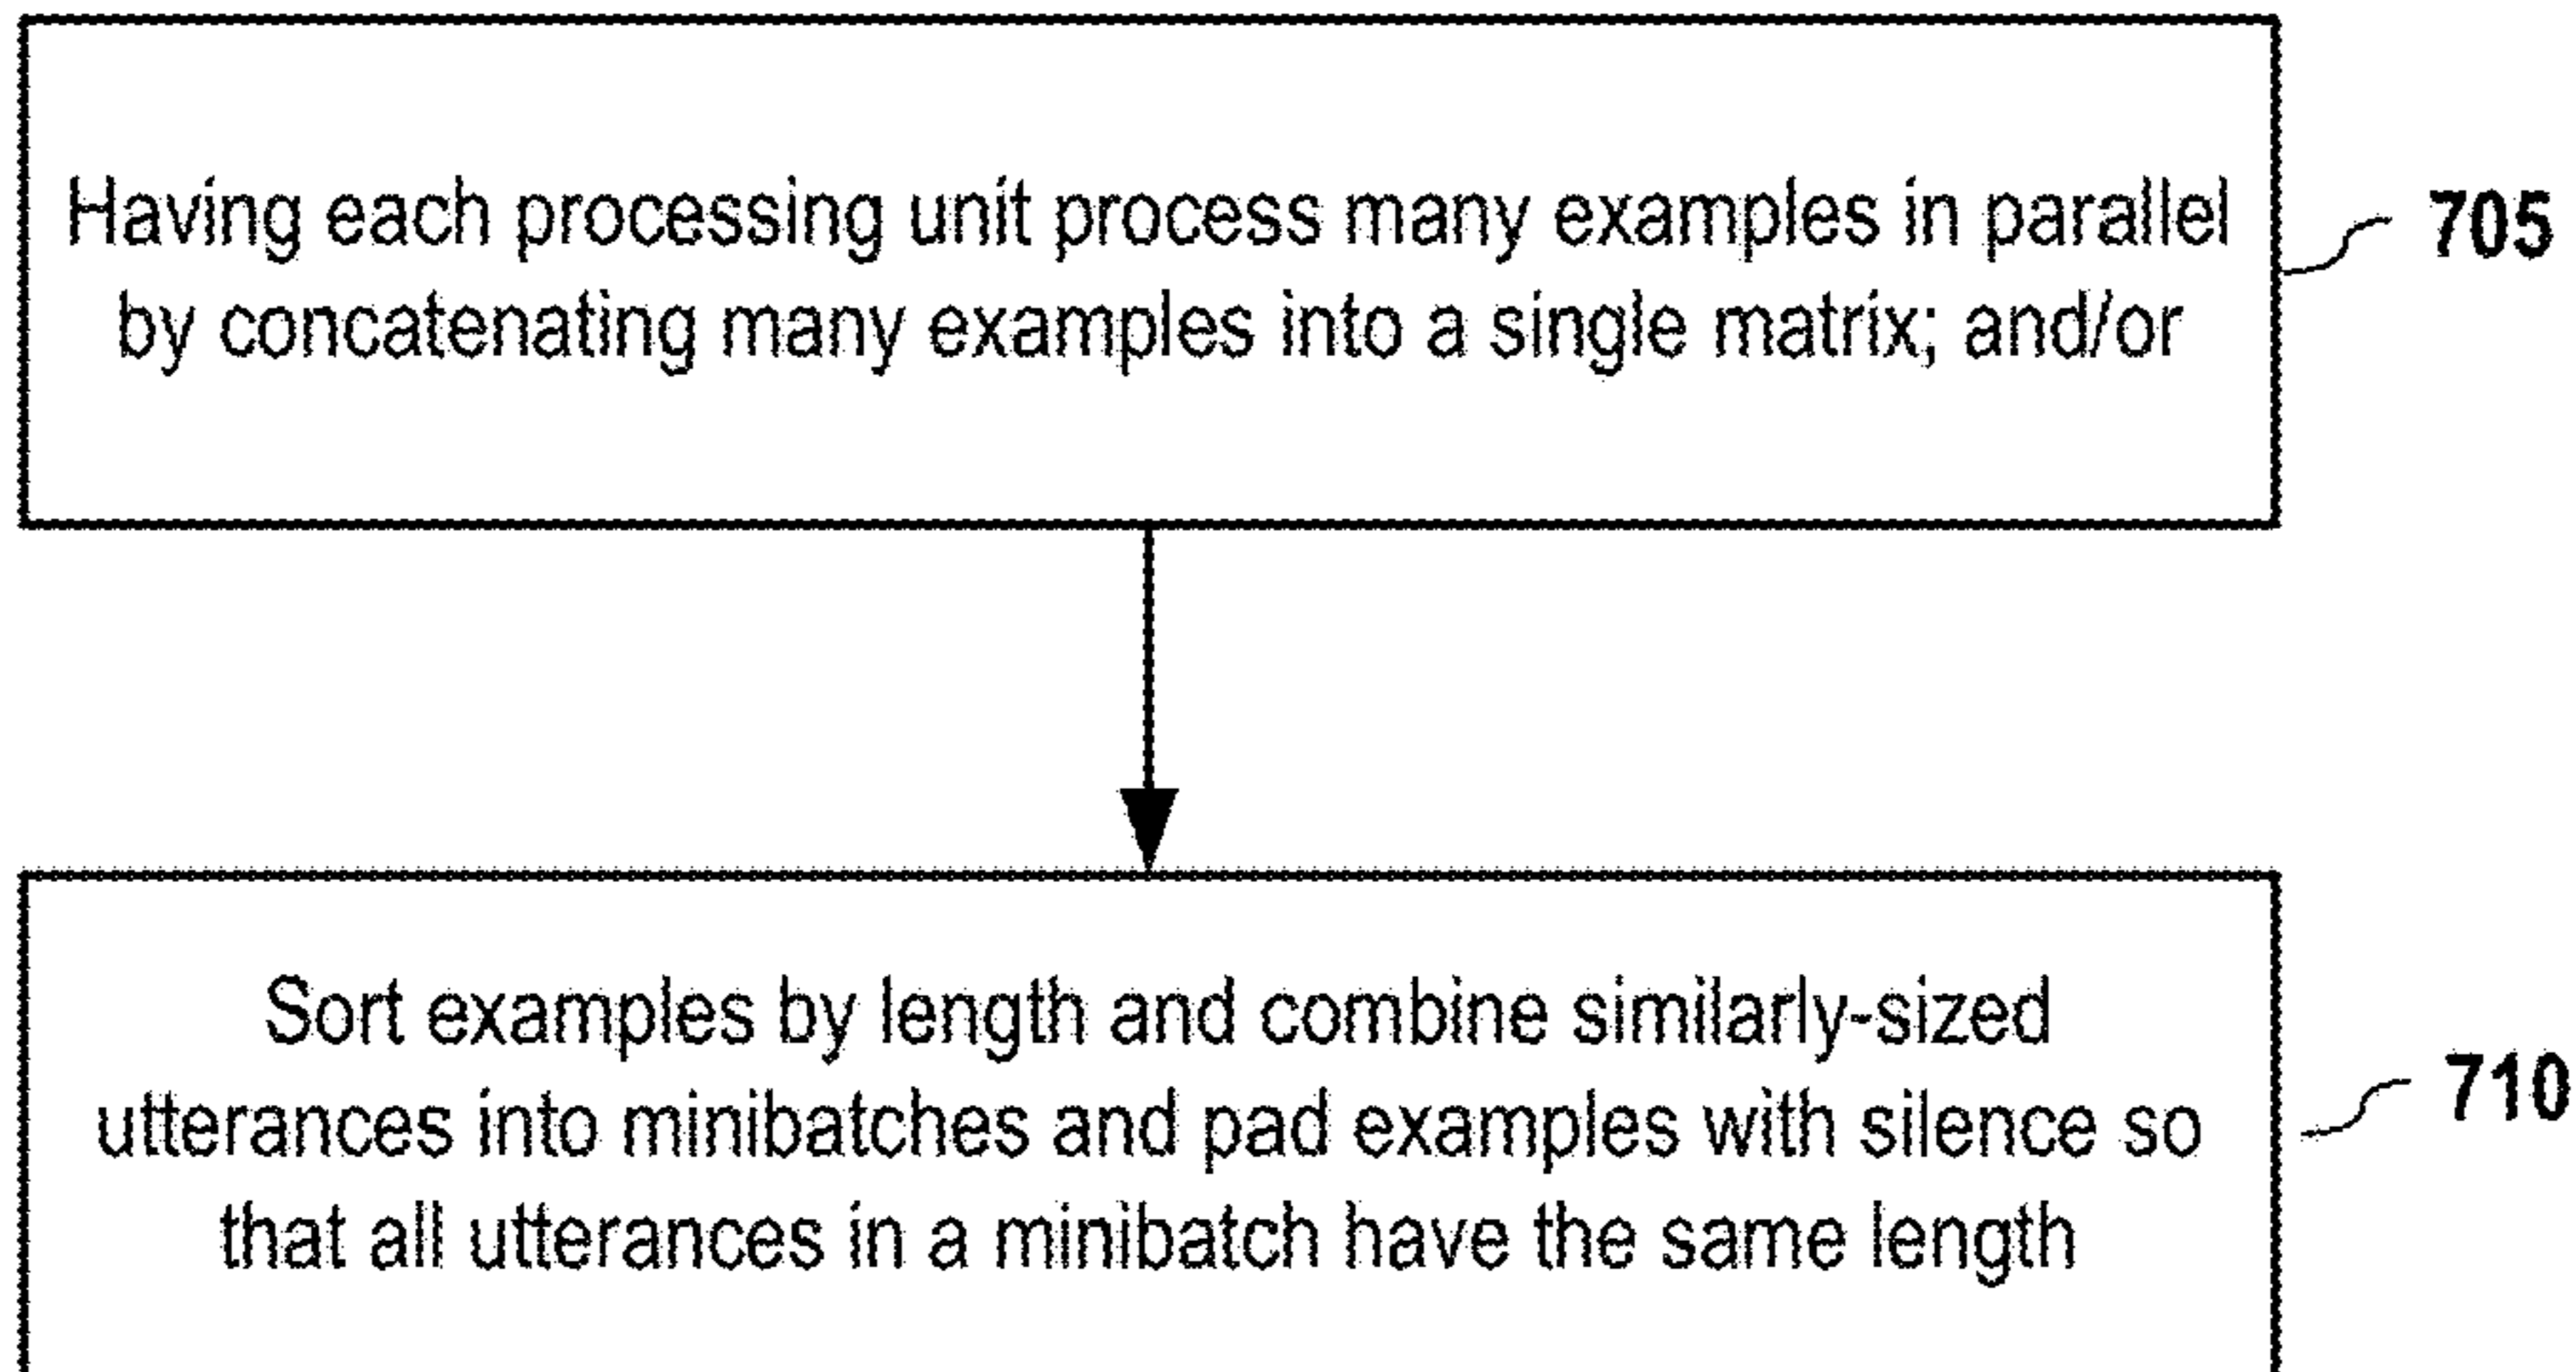 Having each processing unit process many examples in parallel
by concatenating many examples into a single matrix; and/or
705
Sort examples by length and combine similarly-sized
utterances into minibatches and pad examples with silence so
that all utterances in a minibatch have the same length
710